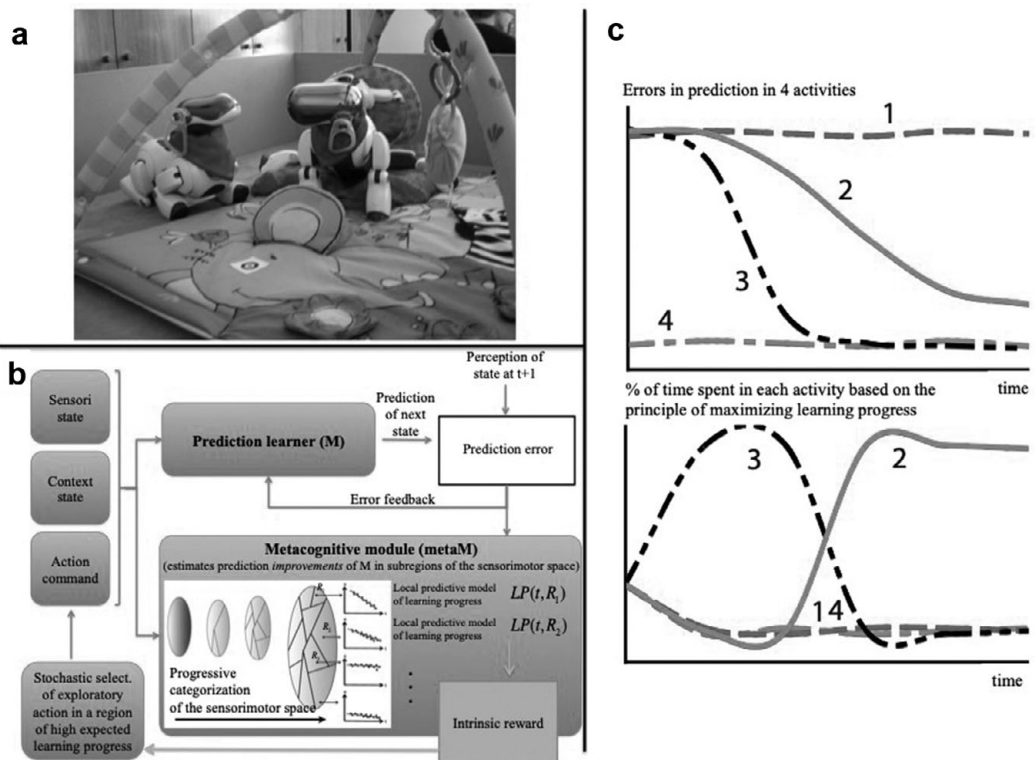 a
b
Sensori
state
Context
state
Action
command
Stochastic select.
of exploratory
action in a region
of high expected
learning progress
Prediction learner (M)
Prediction
of next
state
Perception of
state at t+1
Prediction error
Error feedback
Metacognitive module (metaM)
(estimates prediction improvements of M in subregions of the sensorimotor space)
Progressive
categorization
of the sensorimotor space
R2
Local predictive model
of learning progress
LP(t, R1)
Local predictive model
of learning progress
LP(t, R2)
Intrinsic reward
c
Errors in prediction in 4 activities
1
2
3
4
time
% of time spent in each activity based on the
principle of maximizing learning progress
3
2
14
time